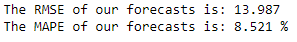 The RMSE of our forecasts is: 13.987
The MAPE of our forecasts is: 8.521 %